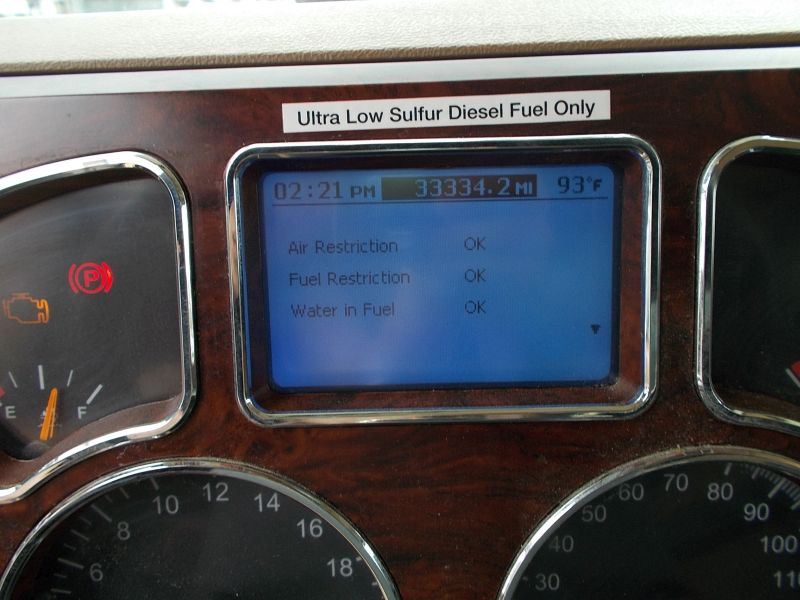 Ultra Low Sulfur Diesel Fuel Only
02:21 PM 33334.2 MI 93°F
Air Restriction OK
Fuel Restriction OK
Water in Fuel OK
P
E F
6 8 10 12 14 16 18
30 40 50 60 70 80 90 100 110